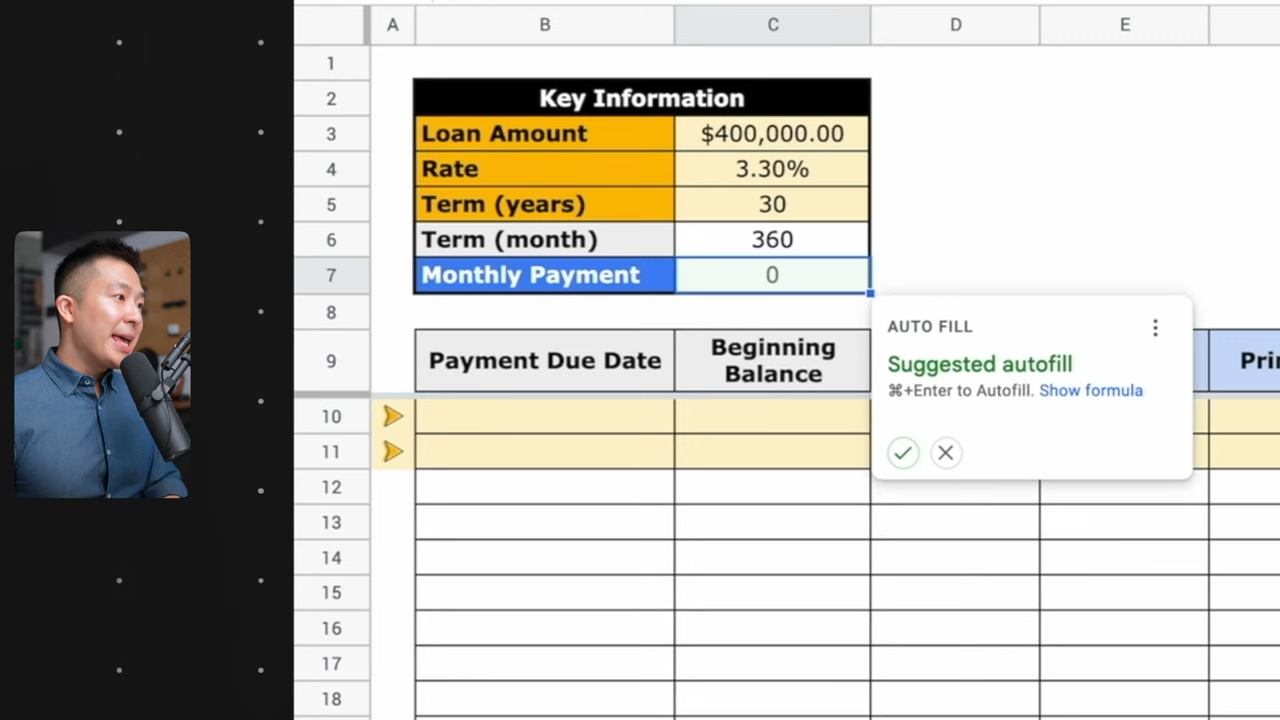 A B C D E
1
2 Key Information
3 Loan Amount $400,000.00
4 Rate 3.30%
5 Term (years) 30
6 Term (month) 360
7 Monthly Payment 0
8
AUTO FILL
Suggested autofill
⌘+Enter to Autofill. Show formula
9 Payment Due Date Beginning
Balance
Prin
10
11
12
13
14
15
16
17
18